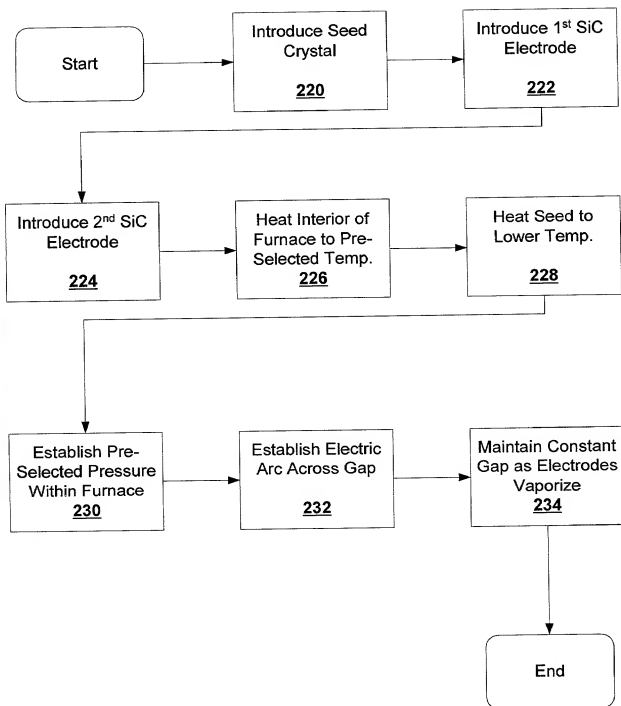 Start
Introduce Seed
Crystal
220
Introduce 1st SiC
Electrode
222
Introduce 2nd SiC
Electrode
224
Heat Interior of
Furnace to Pre-
Selected Temp.
226
Heat Seed to
Lower Temp.
228
Establish Pre-
Selected Pressure
Within Furnace
230
Establish Electric
Arc Across Gap
232
Maintain Constant
Gap as Electrodes
Vaporize
234
End